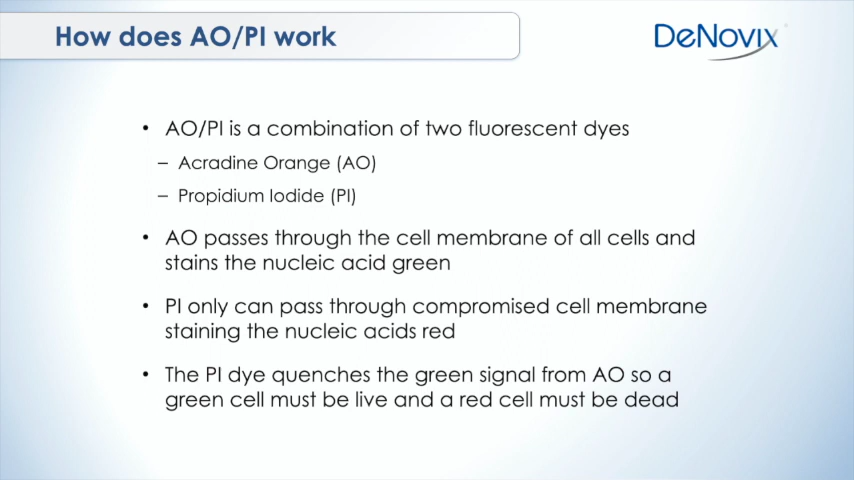 How does AO/PI work
DeNovix
• AO/PI is a combination of two fluorescent dyes
– Acradine Orange (AO)
– Propidium Iodide (PI)
• AO passes through the cell membrane of all cells and
stains the nucleic acid green
• PI only can pass through compromised cell membrane
staining the nucleic acids red
• The PI dye quenches the green signal from AO so a
green cell must be live and a red cell must be dead